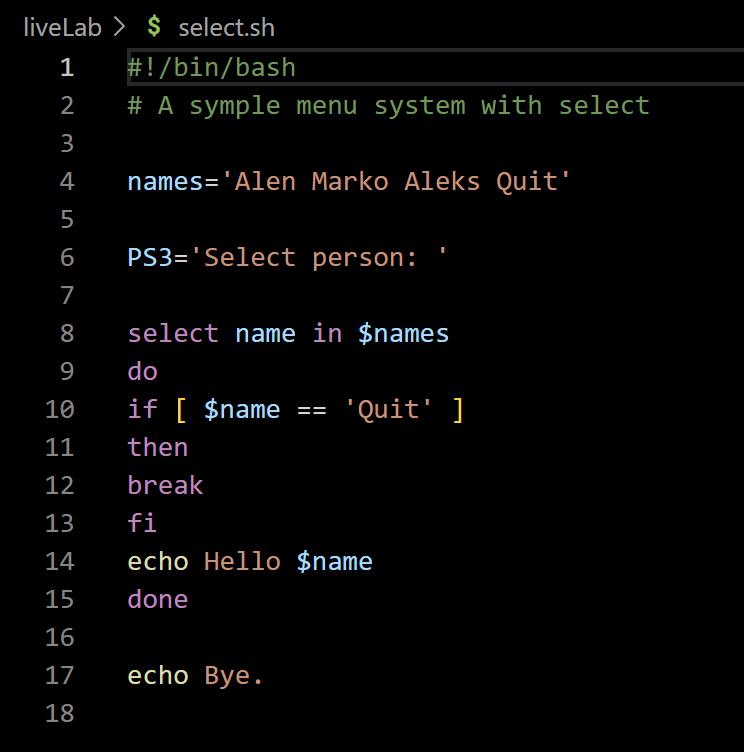 liveLab > $ select.sh
1 #!/bin/bash
2 # A symple menu system with select
3
4 names='Alen Marko Aleks Quit'
5
6 PS3='Select person: '
7
8 select name in $names
9 do
10 if [ $name == 'Quit' ]
11 then
12 break
13 fi
14 echo Hello $name
15 done
16
17 echo Bye.
18